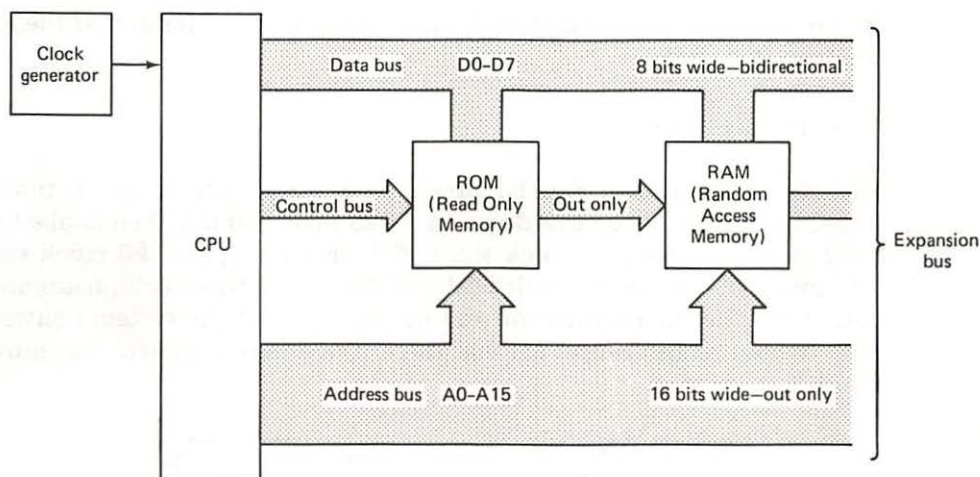 Clock
generator
Data bus D0–D7 8 bits wide–bidirectional
CPU
Control bus
ROM
(Read Only
Memory)
Out only
RAM
(Random
Access
Memory)
Expansion
bus
Address bus A0–A15 16 bits wide–out only